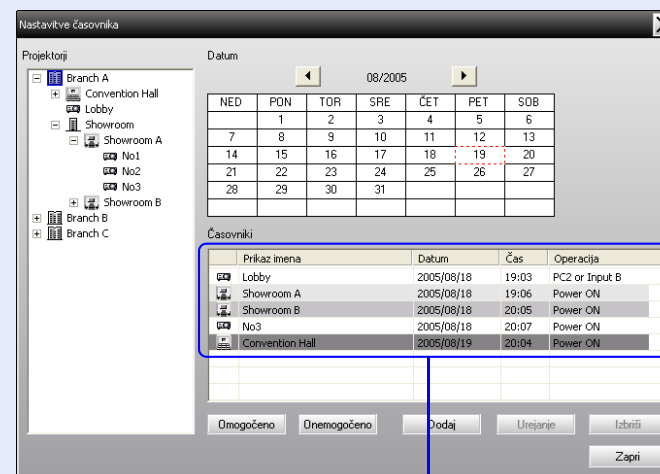 Nastavitve časovnika
Projektorji
Branch A
Convention Hall
Lobby
Showroom
Showroom A
No1
No2
No3
Showroom B
Branch B
Branch C
Datum
08/2005
NED PON TOR SRE ČET PET SOB
1 2 3 4 5 6
7 8 9 10 11 12 13
14 15 16 17 18 19 20
21 22 23 24 25 26 27
28 29 30 31
Časovniki
Prikaz imena Datum Čas Operacija
Lobby 2005/08/18 19:03 PC2 or Input B
Showroom A 2005/08/18 19:06 Power ON
Showroom B 2005/08/18 20:05 Power ON
No3 2005/08/18 20:07 Power ON
Convention Hall 2005/08/19 20:04 Power ON
Omogočeno Onemogočeno Dodaj Urejanje Izbriši
Zapri